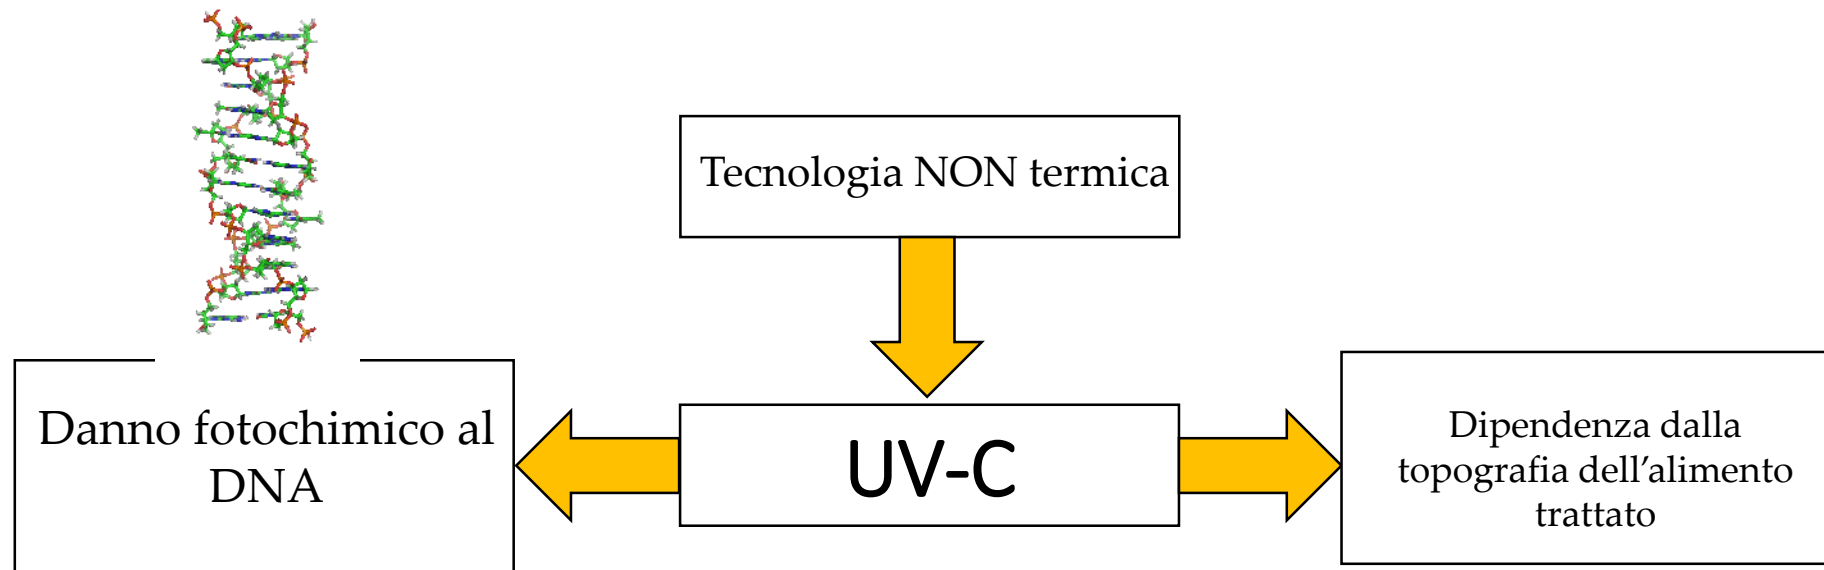 Tecnologia NON termica
Danno fotochimico al
DNA
UV-C
Dipendenza dalla
topografia dell’alimento
trattato